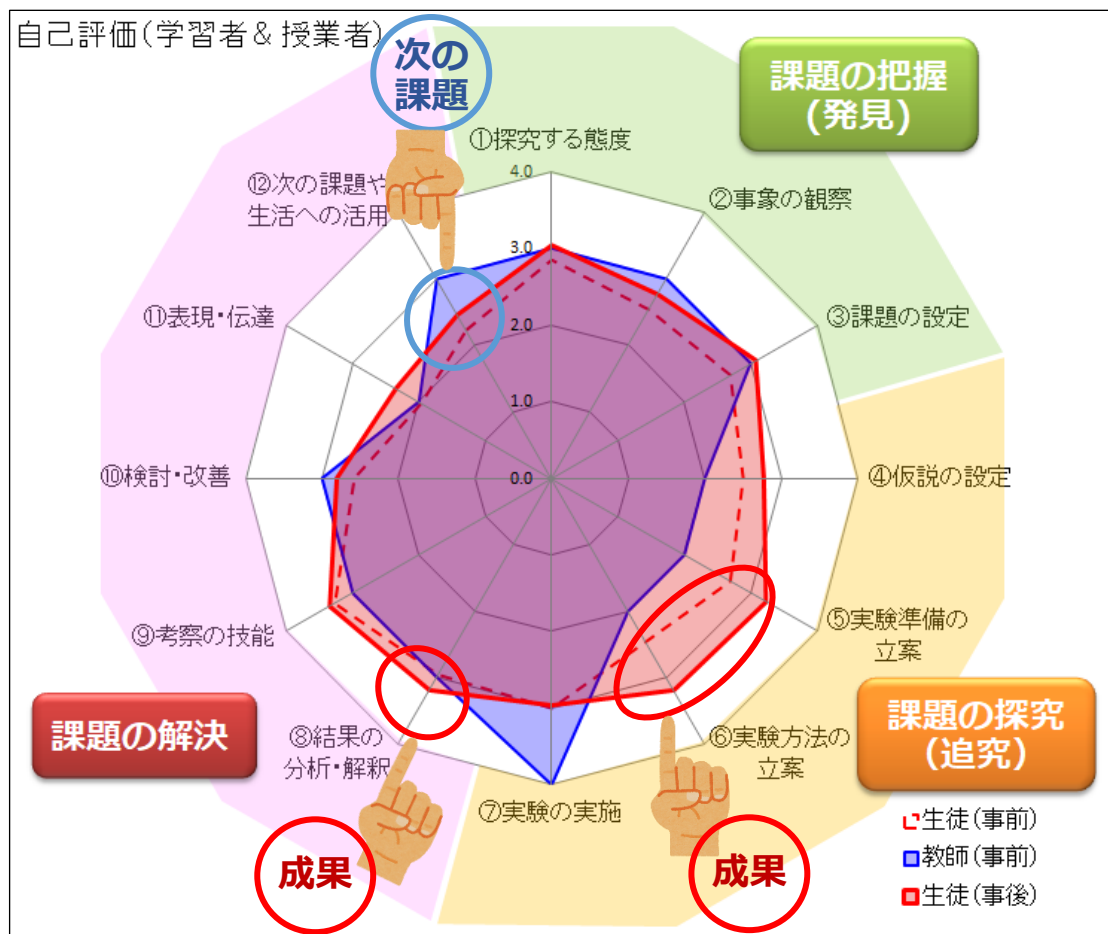 自己評価(学習者＆授業者)
次の
課題
課題の把握
(発見)
①探究する態度
②事象の観察
③課題の設定
④仮説の設定
⑤実験準備の
立案
⑥実験方法の
立案
⑦実験の実施
⑧結果の
分析・解釈
⑨考察の技能
⑩検討・改善
⑪表現・伝達
⑫次の課題や
生活への活用
4.0
3.0
2.0
1.0
0.0
課題の解決
課題の探究
(追究)
成果
成果
生徒(事前)
教師(事前)
生徒(事後)